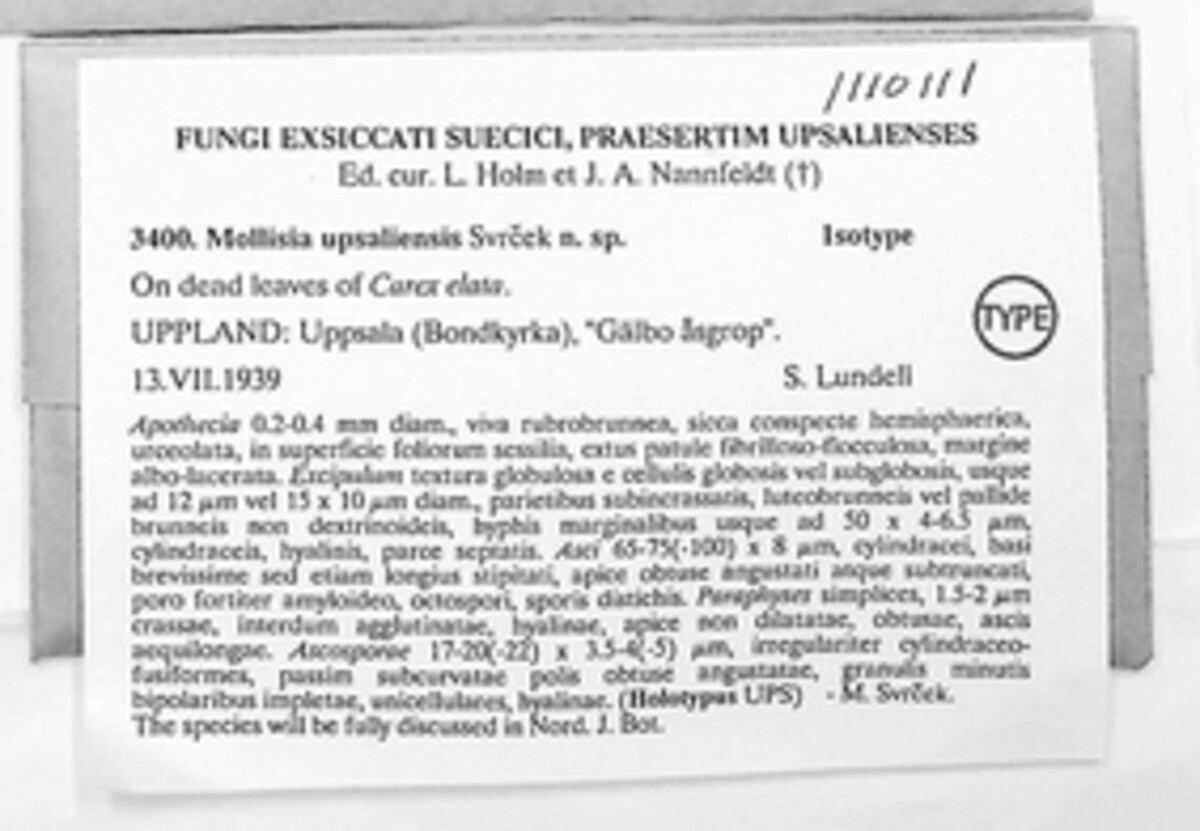 1110111
FUNGI EXSICCATI SUECICI, PRAESERTIM UPSALIENSES
Ed. cur. L. Holm et J. A. Nannfeldt (†)
3400. Mollisia upsaliensis Svrček n. sp. Isotype
On dead leaves of Carex elata.
TYPE
UPPLAND: Uppsala (Bondkyrka), "Gälbo åsgrop".
13.VII.1939 S. Lundell
Apothecia 0.2-0.4 mm diam., viva rubrobrunnea, sicca conspecte hemisphaerica,
urceolata, in superficie foliorum sessilia, extus patule fibrilloso-flocculosa, margine
albo-lacerata. Excipulum textura globulosa e cellulis globosis vel subglobosis, usque
ad 12 µm vel 15 x 10 µm diam., parietibus subincrassatis, luteobrunneis vel pallide
brunneis non dextrinoideis, hyphis marginalibus usque ad 50 x 4-6.5 µm,
cylindraceis, hyalinis, parce septatis. Asci 65-75(-100) x 8 µm, cylindracei, basi
brevissime sed etiam longius stipitati, apice obtuse angustati atque subtruncati,
poro fortiter amyloideo, octospori, sporis distichis. Paraphyses simplices, 1.5-2 µm
crassae, interdum agglutinatae, hyalinae, apice non dilatatae, obtusae, ascis
aequilongae. Ascosporae 17-20(-22) x 3.5-4(-5) µm, irregulariter cylindraceo-
fusiformes, passim subcurvatae polis obtuse angustatae, granulis minutis
bipolaribus impletae, unicellulares, hyalinae. (Holotypus UPS) - M. Svrček.
The species will be fully discussed in Nord. J. Bot.